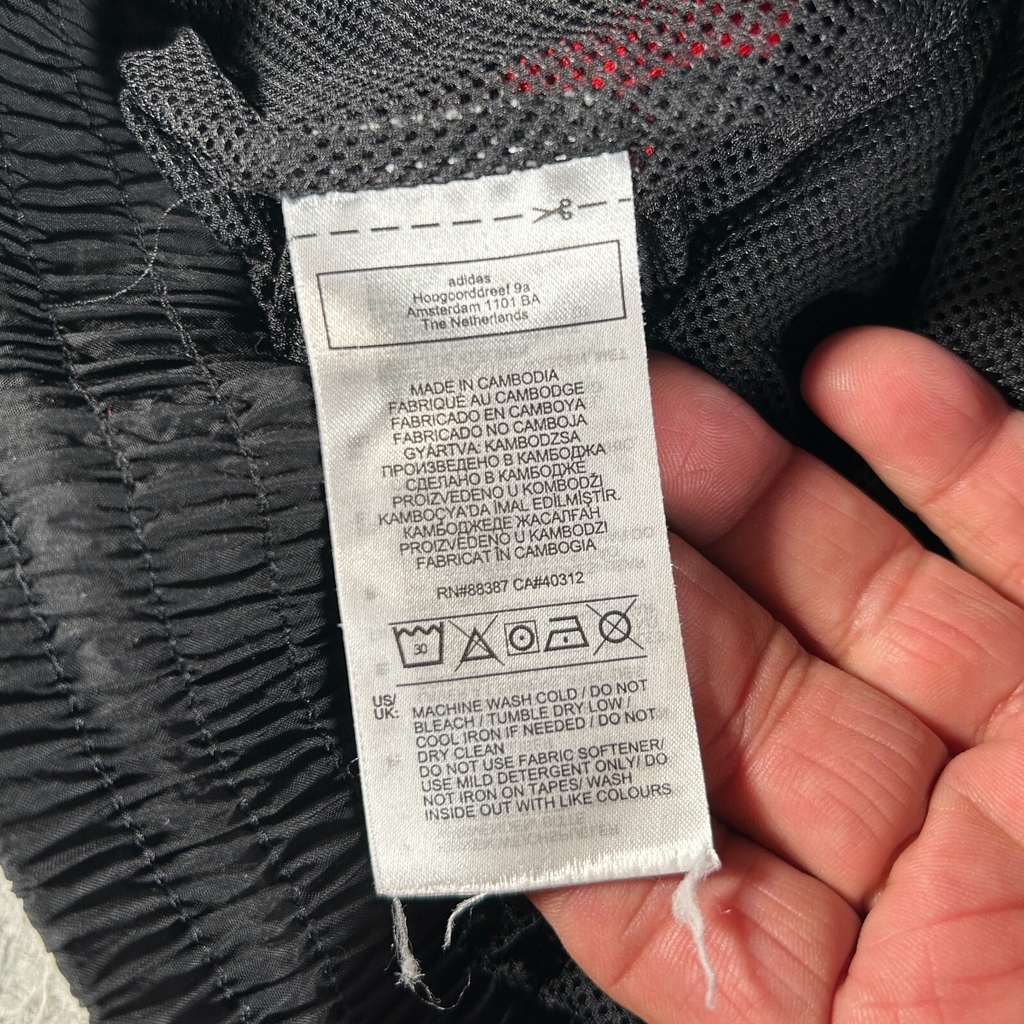 adidas
Hoogoorddreef 9a
Amsterdam 1101 BA
The Netherlands
MADE IN CAMBODIA
FABRIQUE AU CAMBODGE
FABRICADO EN CAMBOYA
FABRICADO NO CAMBOJA
GYÁRTVA: KAMBODZSA
ПРОИЗВЕДЕНО В КАМБОДЖА
СДЕЛАНО В КАМБОДЖЕ
PROIZVEDENO U KOMBODŽI
KAMBOÇYA'DA İMAL EDİLMİŞTİR.
КАМБОДЖЕДЕ ЖАСАЛҒАН
PROIZVEDENO U KAMBODZI
FABRICAT ÎN CAMBOGIA
RN#88387 CA#40312
30
US/
UK:
MACHINE WASH COLD / DO NOT
BLEACH / TUMBLE DRY LOW /
COOL IRON IF NEEDED / DO NOT
DRY CLEAN
DO NOT USE FABRIC SOFTENER/
USE MILD DETERGENT ONLY/ DO
NOT IRON ON TAPES/ WASH
INSIDE OUT WITH LIKE COLOURS